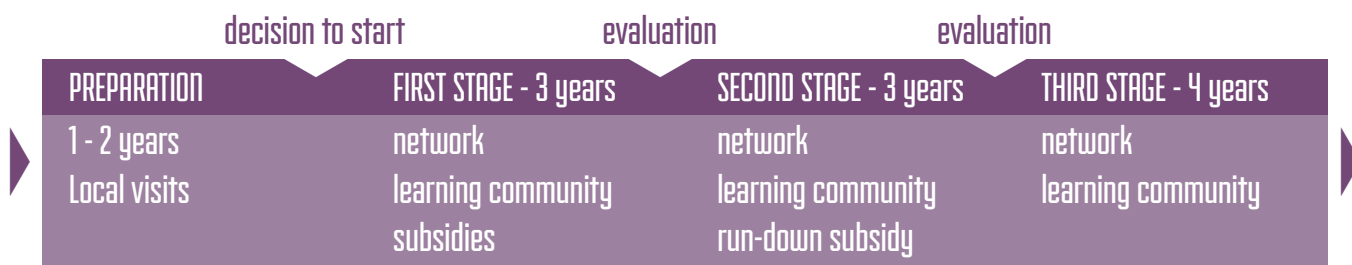 decision to start
evaluation
evaluation
PREPARATION
FIRST STAGE - 3 years
SECOND STAGE - 3 years
THIRD STAGE - 4 years
1 - 2 years
Local visits
network
learning community
subsidies
network
learning community
run-down subsidy
network
learning community